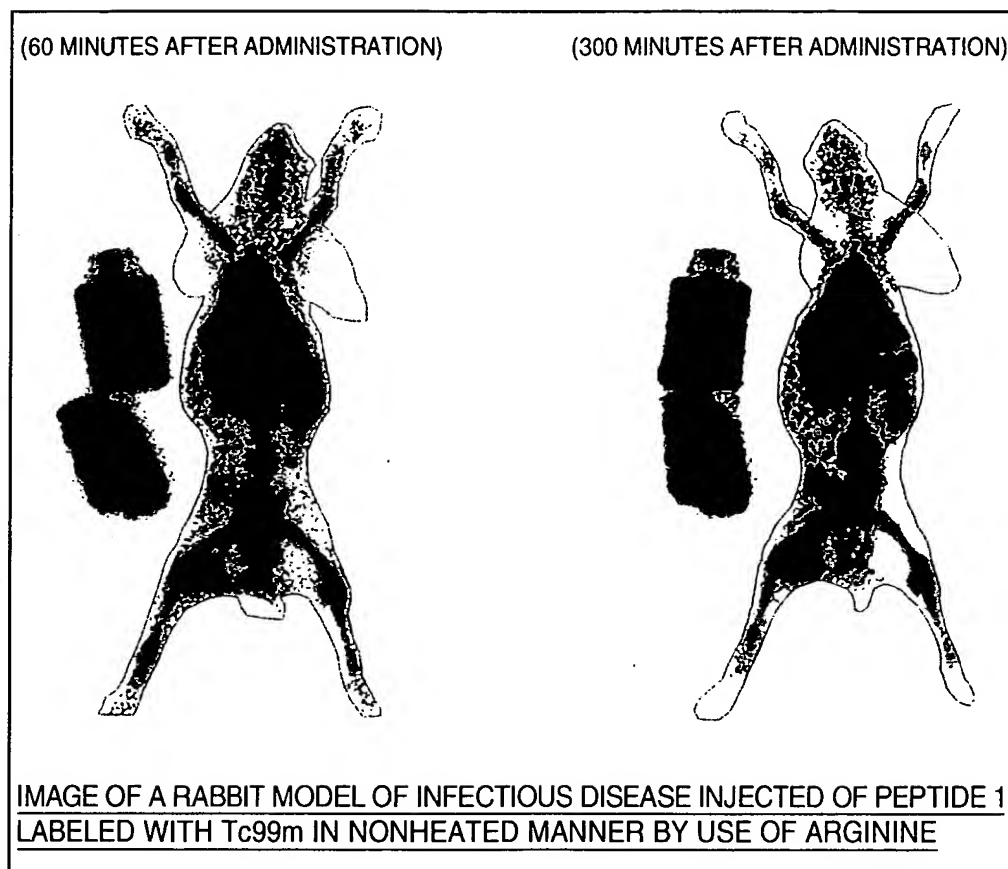 (60 MINUTES AFTER ADMINISTRATION)
(300 MINUTES AFTER ADMINISTRATION)
IMAGE OF A RABBIT MODEL OF INFECTIOUS DISEASE INJECTED OF PEPTIDE 1
LABELED WITH Tc99m IN NONHEATED MANNER BY USE OF ARGININE